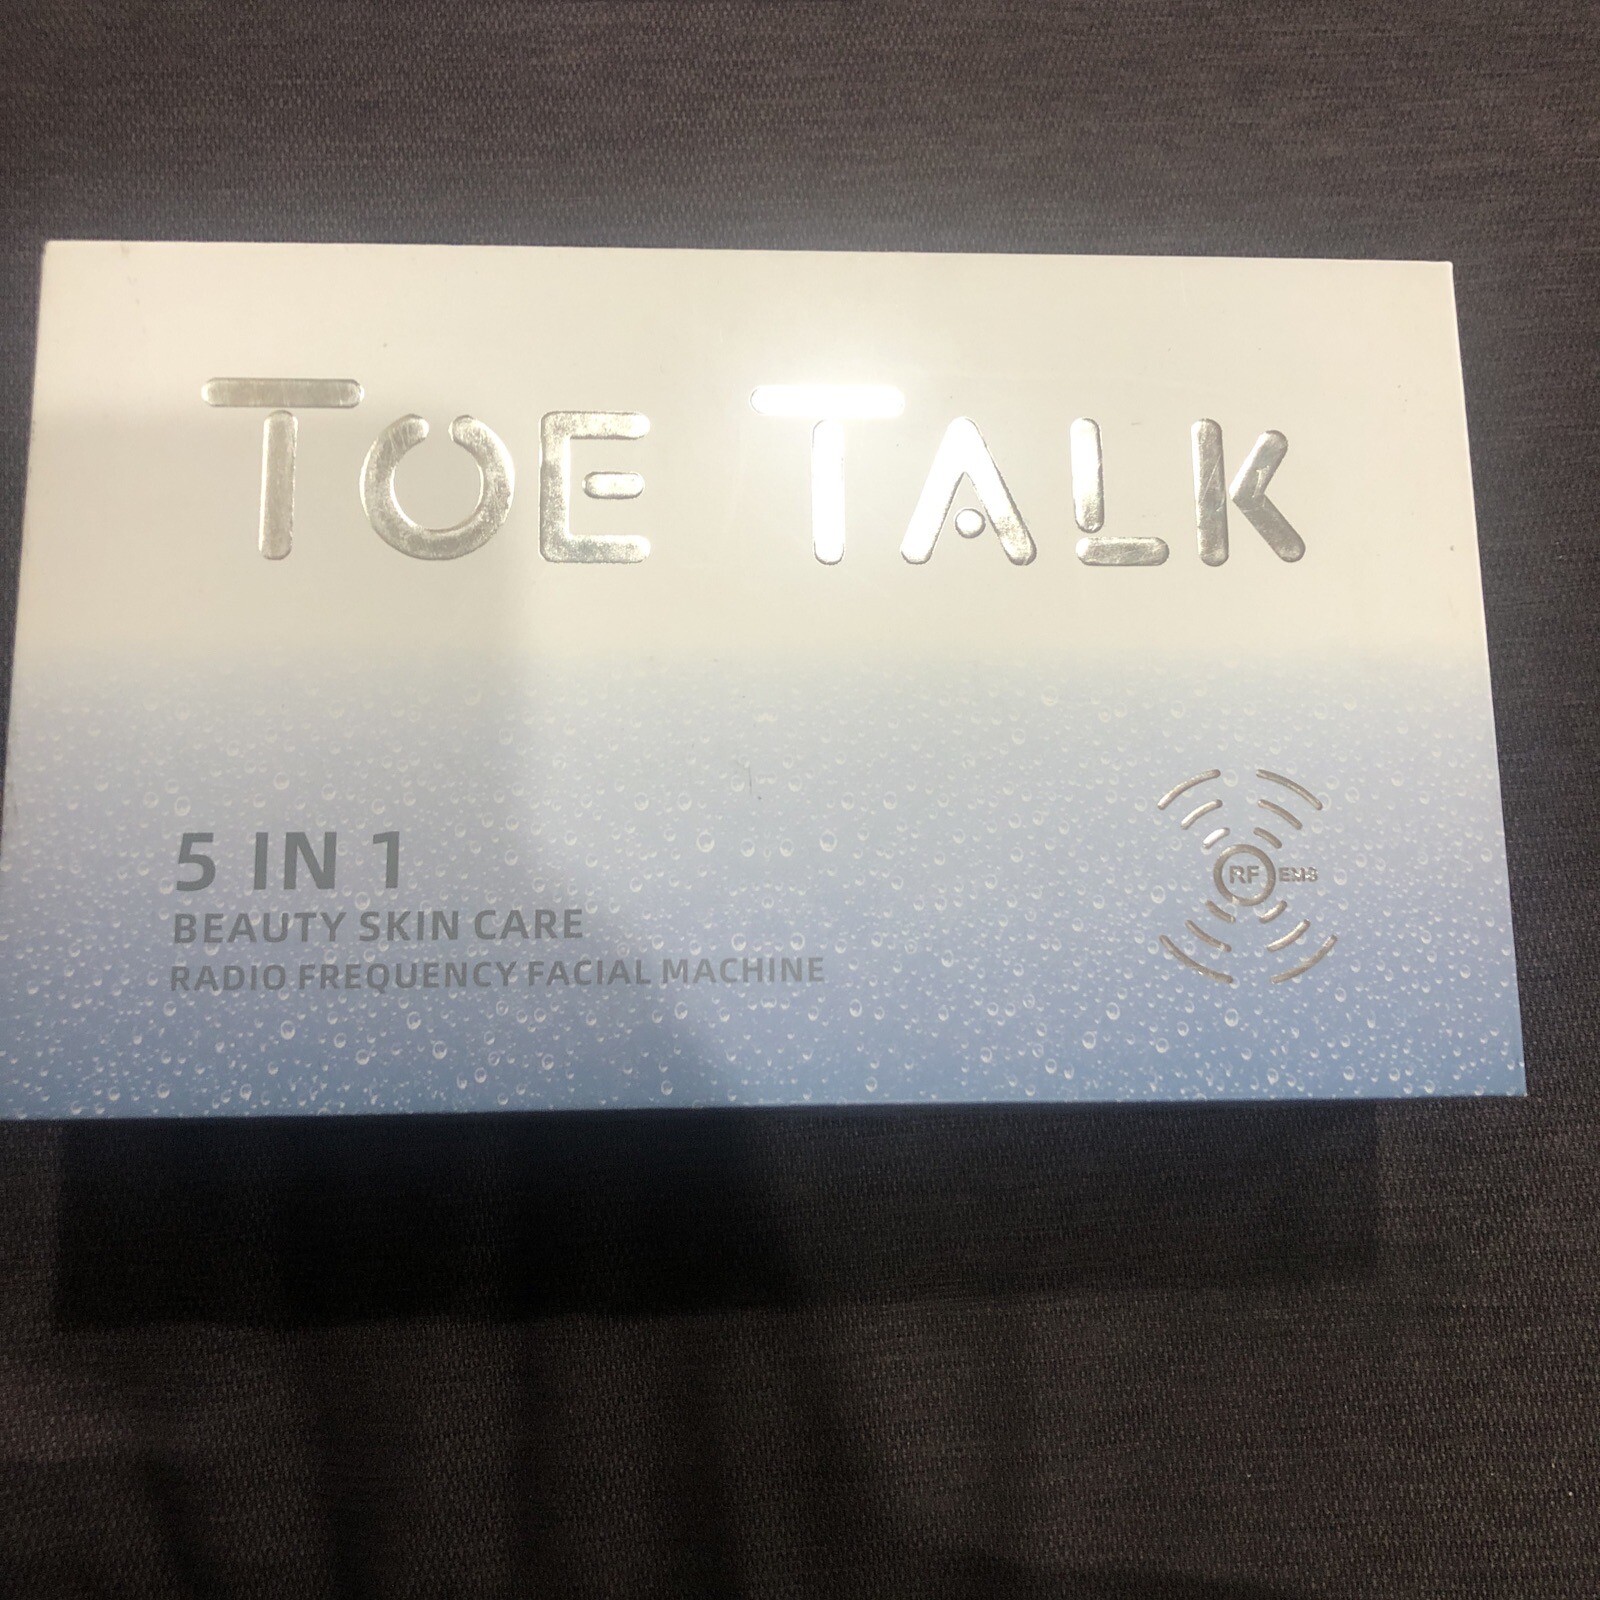 TOE TALK
5 IN 1
BEAUTY SKIN CARE
RADIO FREQUENCY FACIAL MACHINE
RF EMS